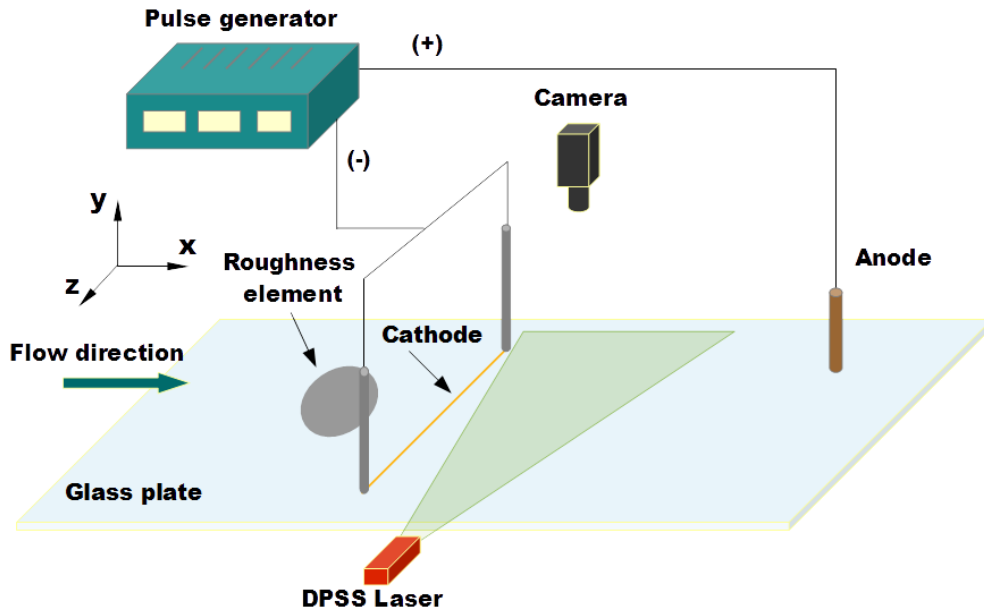 Pulse generator
(+)
Camera
(-)
y
x
z
Roughness
element
Anode
Cathode
Flow direction
Glass plate
DPSS Laser